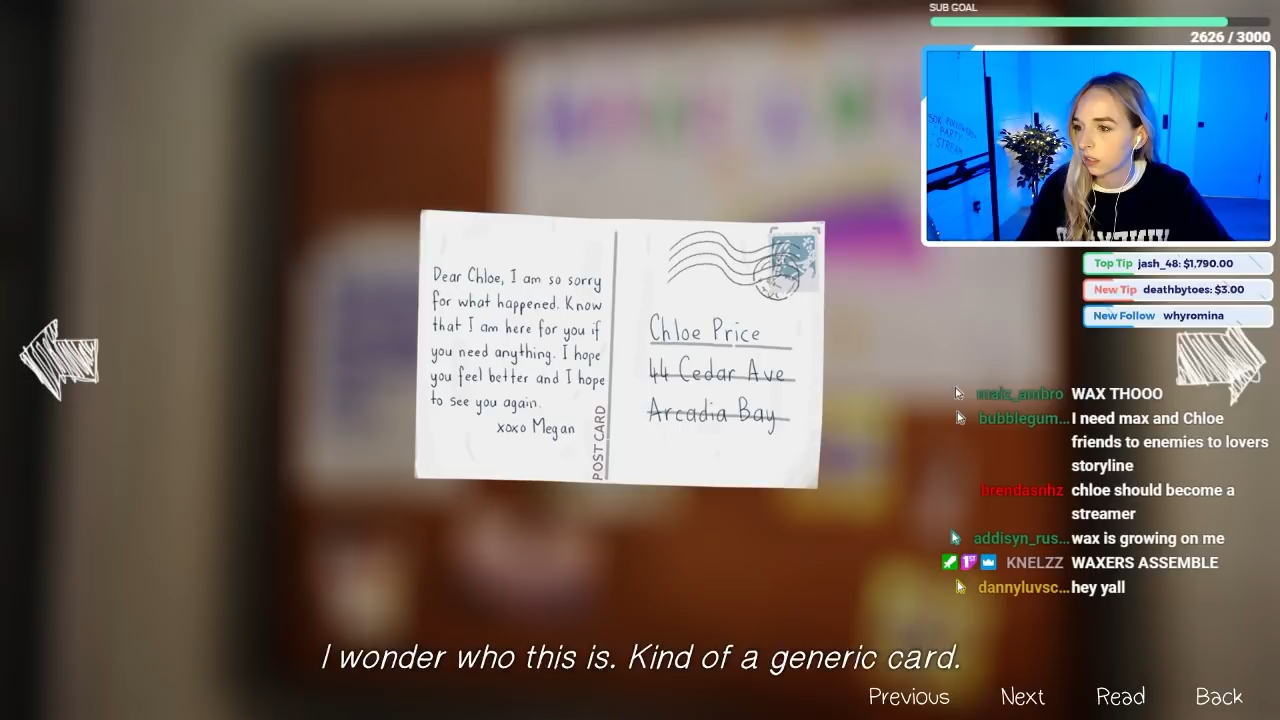 SUB GOAL
2626 / 3000
Dear Chloe, I am so sorry
for what happened. Know
that I am here for you if
you need anything. I hope
you feel better and I hope
to see you again.
xoxo Megan
POST CARD
Chloe Price
44 Cedar Ave
Arcadia Bay
50K FOLLOWERS
PARTY
STREAM
Top Tip jash_48: $1,790.00
New Tip deathbytoes: $3.00
New Follow whyromina
maiz_ambro WAX THOOO
bubblegum... I need max and Chloe
friends to enemies to lovers
storyline
brendasnhz chloe should become a
streamer
addisyn_rus... wax is growing on me
KNELZZ WAXERS ASSEMBLE
dannyluvsc... hey yall
I wonder who this is. Kind of a generic card.
Previous Next Read Back